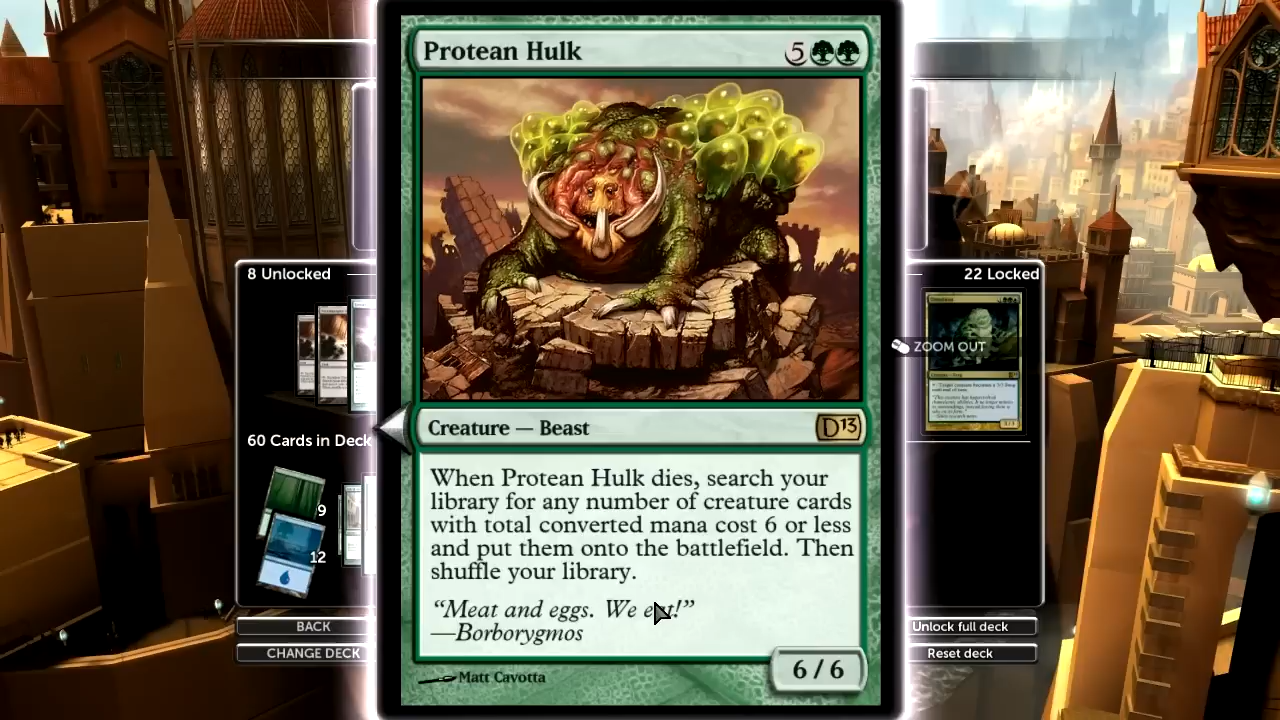 Protean Hulk 5
8 Unlocked
22 Locked
ZOOM OUT
60 Cards in Deck
9
12
Creature — Beast D13
When Protean Hulk dies, search your
library for any number of creature cards
with total converted mana cost 6 or less
and put them onto the battlefield. Then
shuffle your library.
“Meat and eggs. We eat!”
—Borborygmos
6 / 6
Matt Cavotta
BACK
CHANGE DECK
Unlock full deck
Reset deck